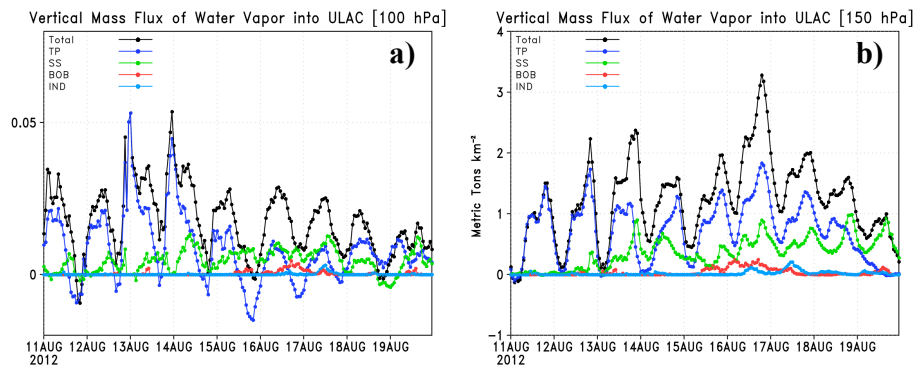 Vertical Mass Flux of Water Vapor into ULAC [100 hPa]
a)
Total
TP
SS
BOB
IND
0.05
0
11AUG 12AUG 13AUG 14AUG 15AUG 16AUG 17AUG 18AUG 19AUG
2012
Vertical Mass Flux of Water Vapor into ULAC [150 hPa]
b)
Total
TP
SS
BOB
IND
Metric Tons km⁻²
4
3
2
1
0
-1
11AUG 12AUG 13AUG 14AUG 15AUG 16AUG 17AUG 18AUG 19AUG
2012